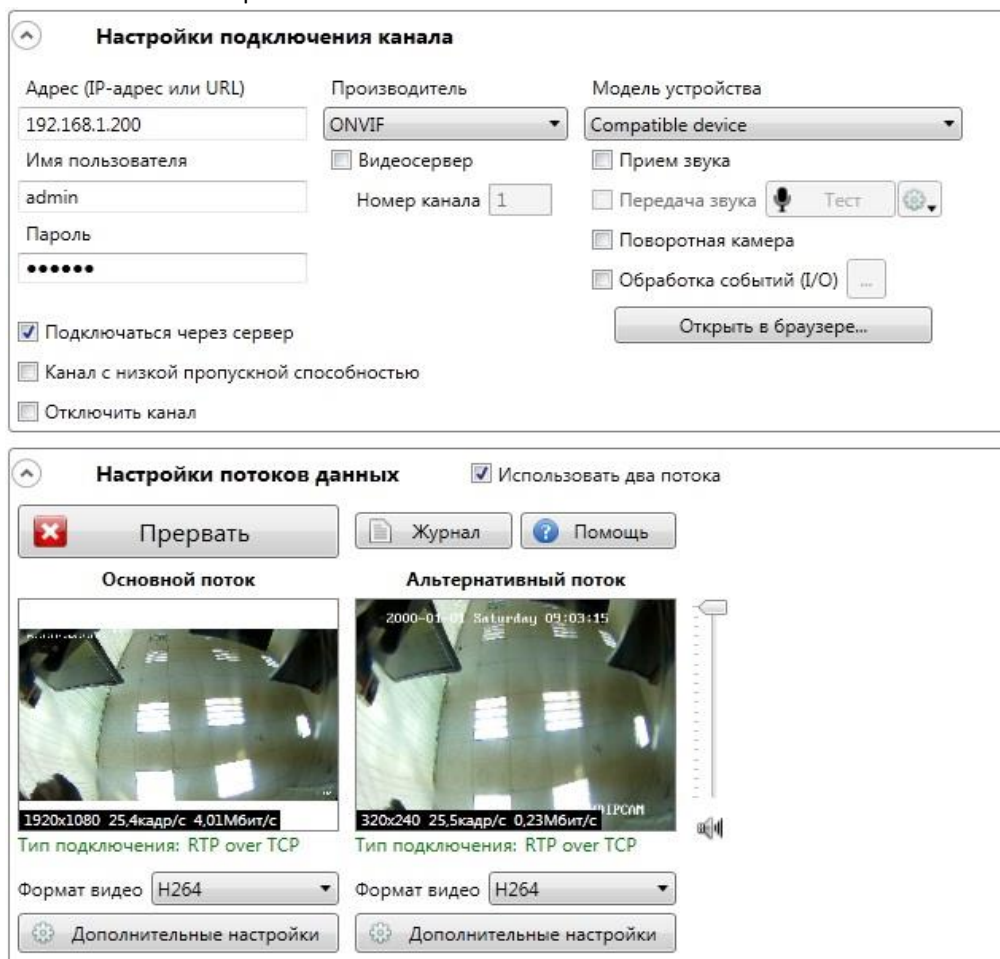 Настройки подключения канала
Адрес (IP-адрес или URL) Производитель Модель устройства
192.168.1.200 ONVIF Compatible device
Имя пользователя Видеосервер Прием звука
admin Номер канала 1 Передача звука Тест
Пароль Поворотная камера
●●●●●● Обработка событий (I/O) ...
Подключаться через сервер Открыть в браузере...
Канал с низкой пропускной способностью
Отключить канал
Настройки потоков данных Использовать два потока
Прервать Журнал Помощь
Основной поток Альтернативный поток
2000-01-01 Saturday 09:03:15
IPCAM
1920x1080 25,4кадр/с 4,01Мбит/с 320x240 25,5кадр/с 0,23Мбит/с
Тип подключения: RTP over TCP Тип подключения: RTP over TCP
Формат видео H264 Формат видео H264
Дополнительные настройки Дополнительные настройки